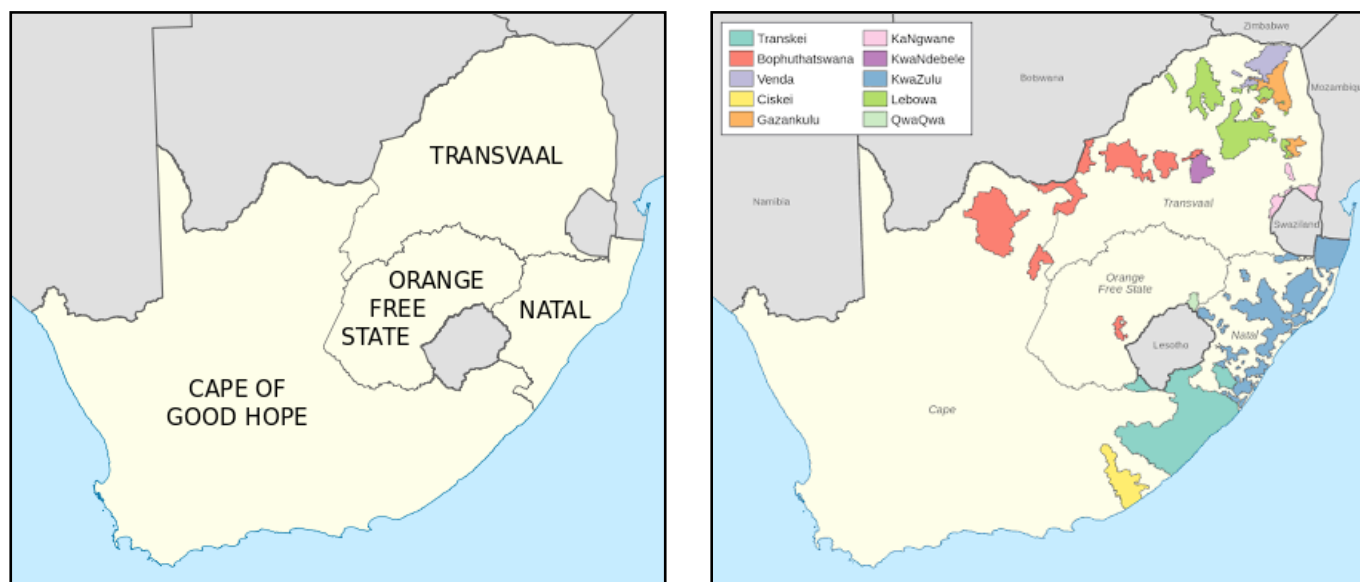 TRANSVAAL
ORANGE
FREE
STATE
NATAL
CAPE OF
GOOD HOPE
Transkei
Bophuthatswana
Venda
Ciskei
Gazankulu
KaNgwane
KwaNdebele
KwaZulu
Lebowa
QwaQwa
Zimbabwe
Botswana
Mozambiqu
Namibia
Transvaal
Swaziland
Orange
Free State
Natal
Lesotho
Cape